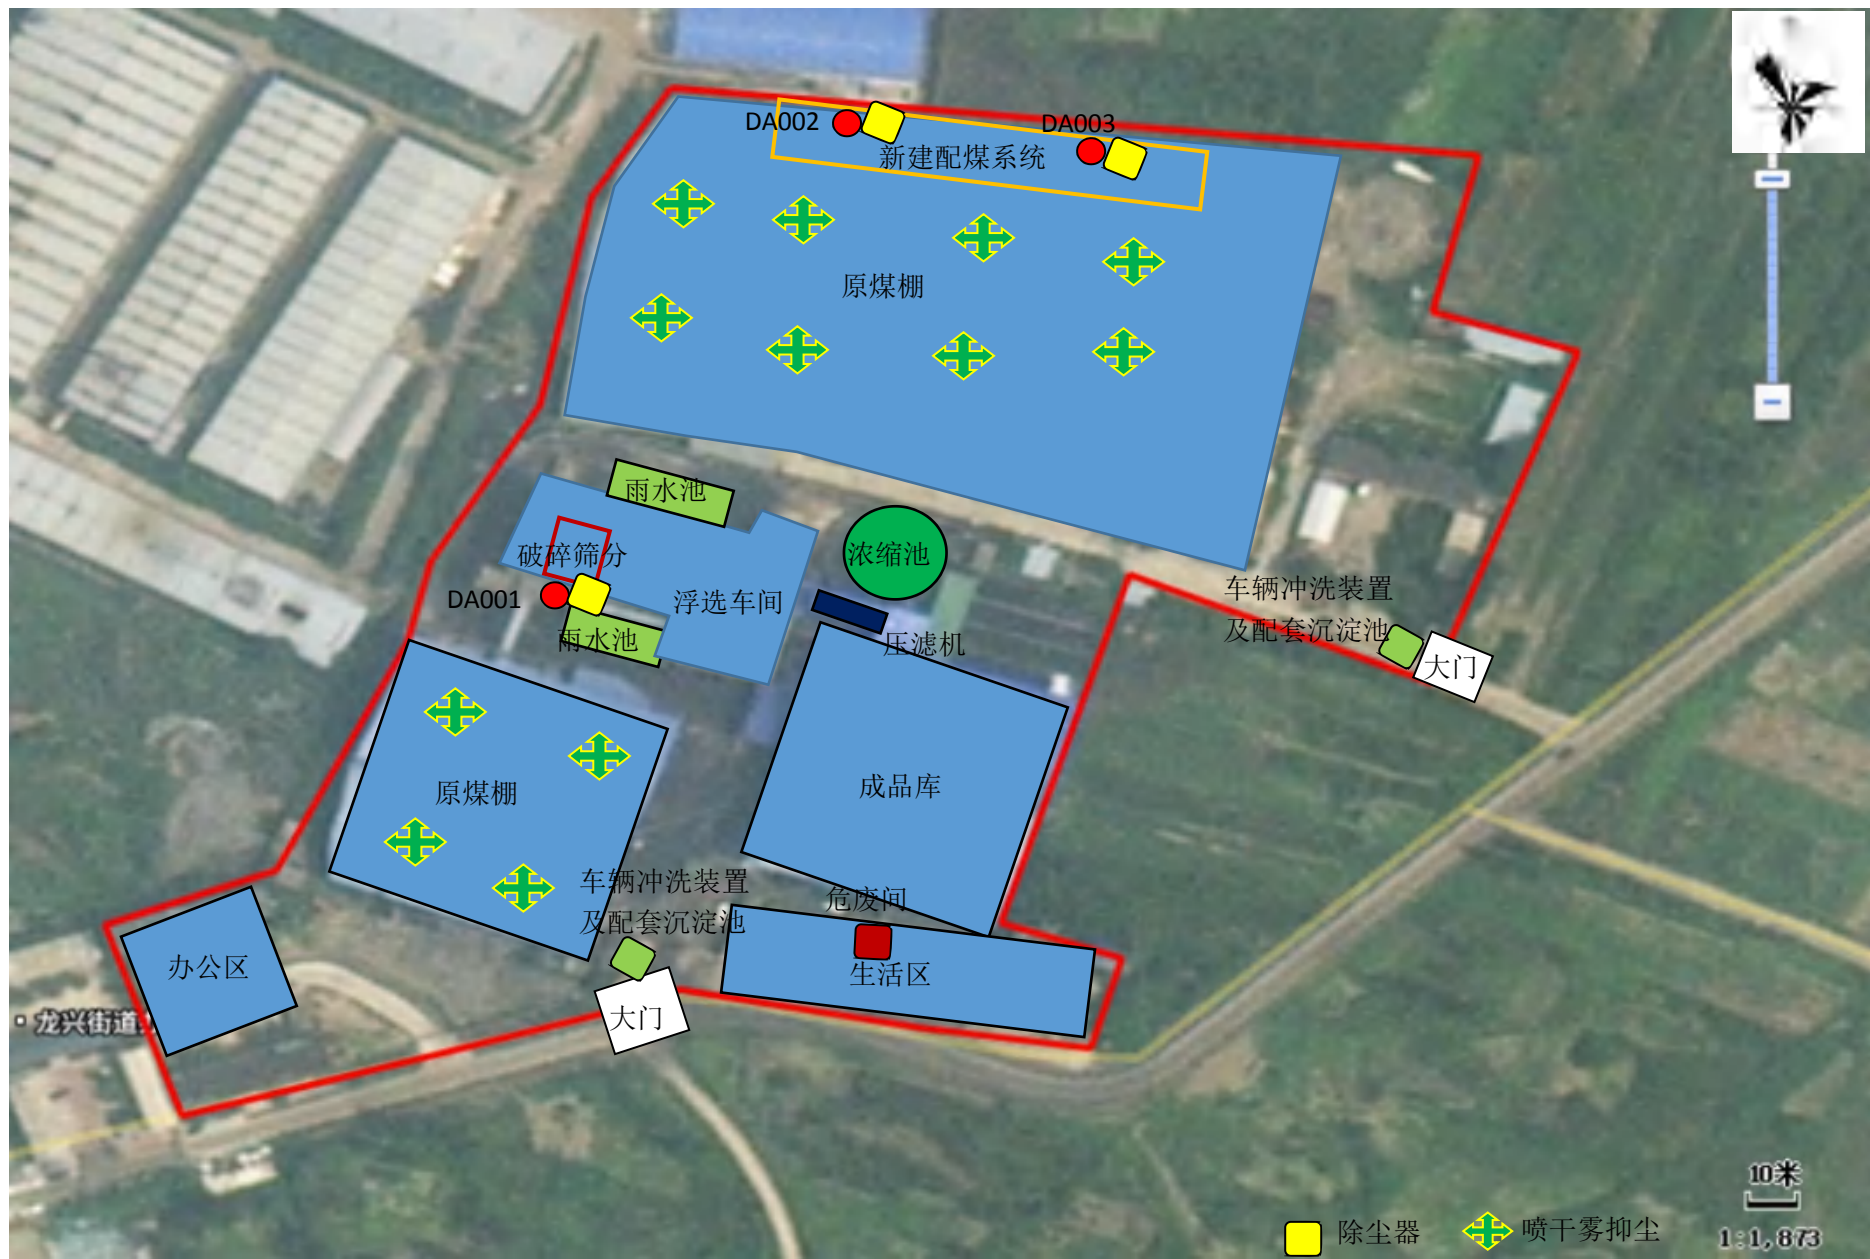 DA002
DA003
新建配煤系统
原煤棚
雨水池
破碎筛分
浓缩池
DA001
浮选车间
雨水池
压滤机
车辆冲洗装置
及配套沉淀池
大门
原煤棚
成品库
车辆冲洗装置
及配套沉淀池
危废间
办公区
生活区
大门
龙兴街道
10米
除尘器
喷干雾抑尘
1:1,873